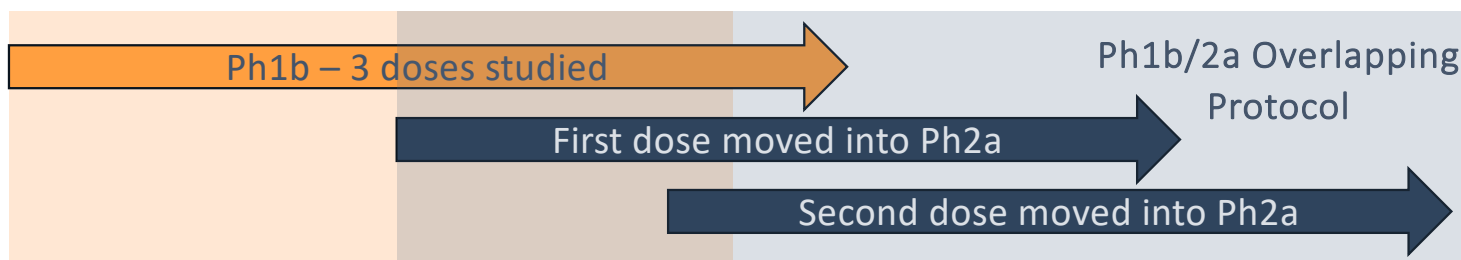 Ph1b – 3 doses studied
Ph1b/2a Overlapping
Protocol
First dose moved into Ph2a
Second dose moved into Ph2a